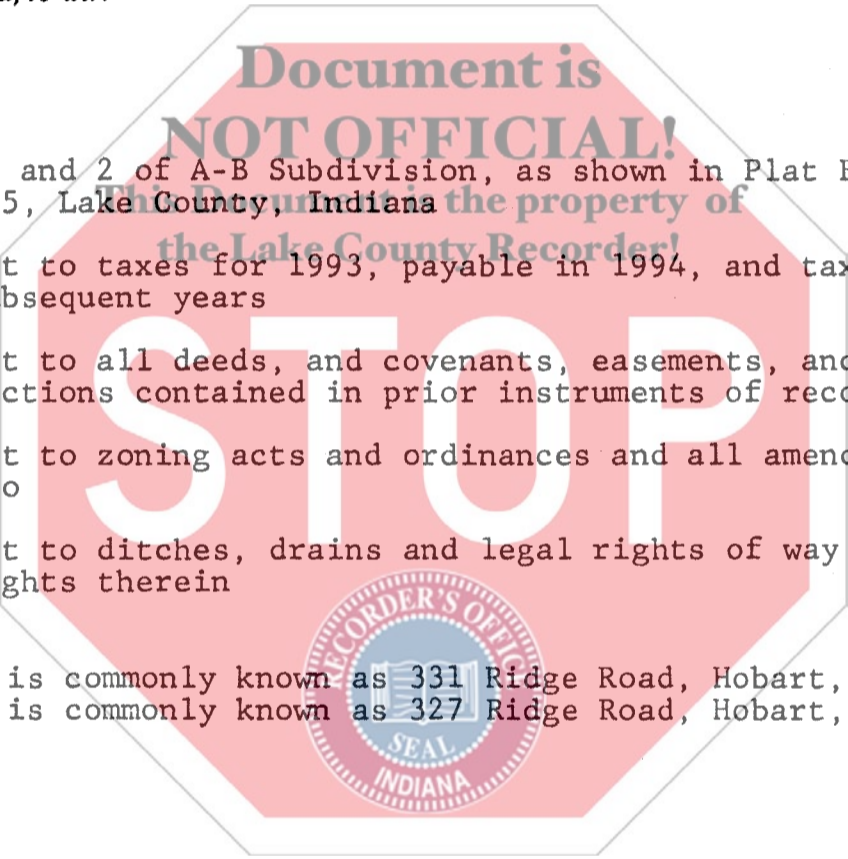 Document is
NOT OFFICIAL!
and 2 of A-B Subdivision, as shown in Plat
This Document is the property of
5, Lake County, Indiana
the Lake County Recorder!
t to taxes for 1993, payable in 1994, and tax
bsequent years
STOP
t to all deeds, and covenants, easements, and
ctions contained in prior instruments of reco
t to zoning acts and ordinances and all amend
o
t to ditches, drains and legal rights of way
ghts therein
RECORDER'S OFFICE
is commonly known as 331 Ridge Road, Hobart,
is commonly known as 327 Ridge Road, Hobart,
SEAL
INDIANA